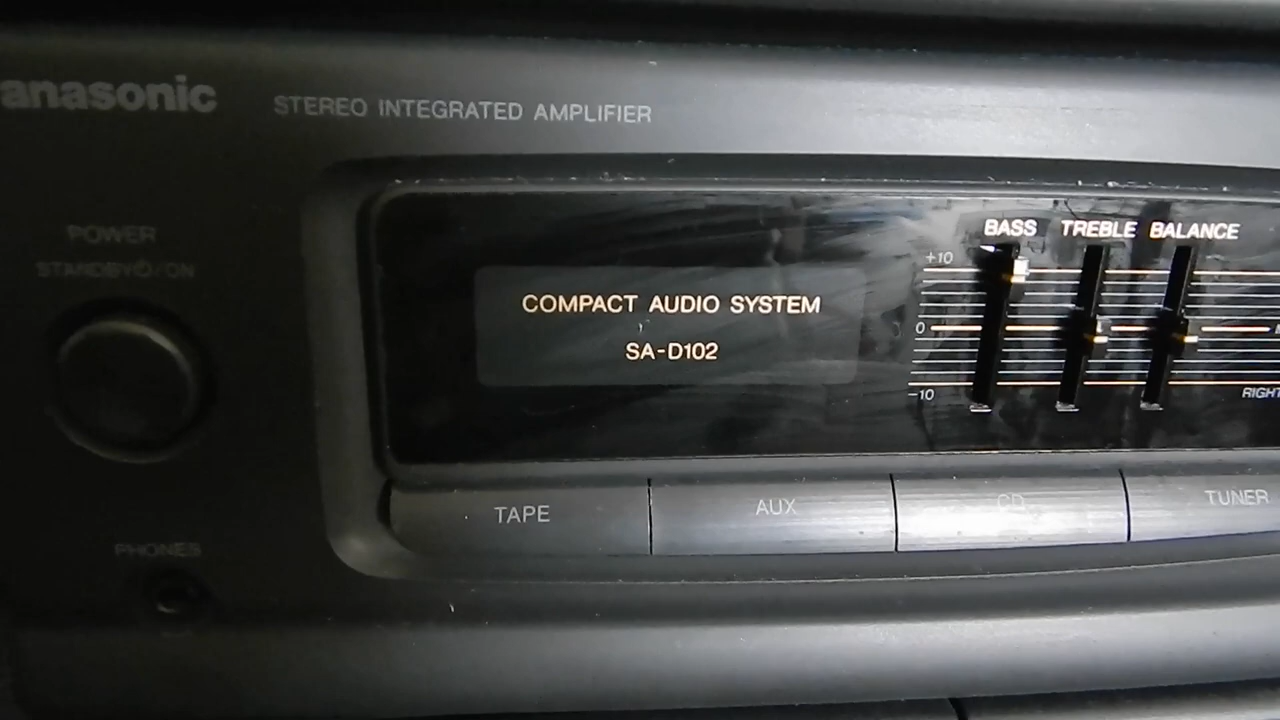 anasonic
STEREO INTEGRATED AMPLIFIER
POWER
STANDBY⏻/ON
BASS TREBLE BALANCE
+10
0
-10
RIGHT
COMPACT AUDIO SYSTEM
SA-D102
TAPE AUX CD TUNER
PHONES